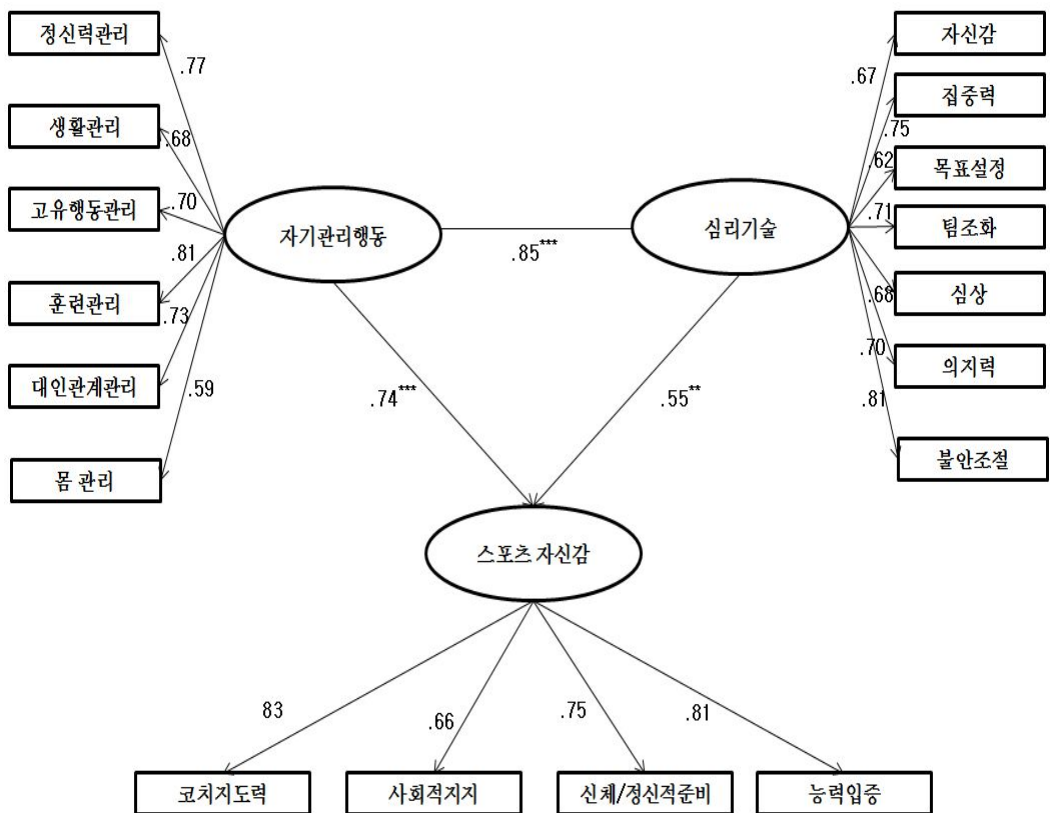 정신력관리
.77
생활관리
.68
고유행동관리
.70
훈련관리
.81
대인관계관리
.73
몸 관리
.59
자기관리행동
.85***
심리기술
자신감
.67
집중력
.75
목표설정
.62
팀조화
.71
심상
.68
의지력
.70
불안조절
.81
.74***
.55**
스포츠 자신감
83
.66
.75
.81
코치지도력
사회적지지
신체/정신적준비
능력입증